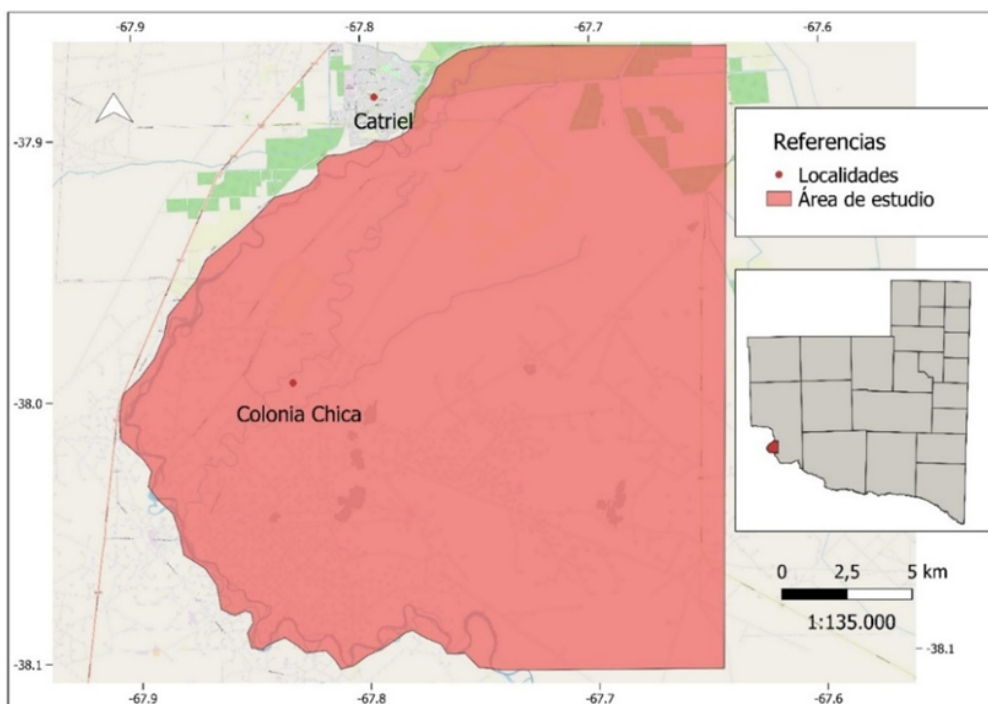 -67.9
-67.8
-67.7
-67.6
Catriel
-37.9
Referencias
Localidades
Área de estudio
-38.0
Colonia Chica
0 2,5 5 km
1:135.000
-38.1
-38.1
-67.9
-67.8
-67.7
-67.6